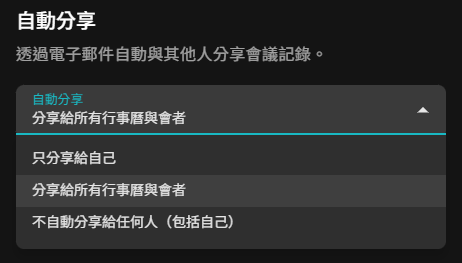 自動分享
透過電子郵件自動與其他人分享會議記錄。
自動分享
分享給所有行事曆與會者
只分享給自己
分享給所有行事曆與會者
不自動分享給任何人（包括自己）